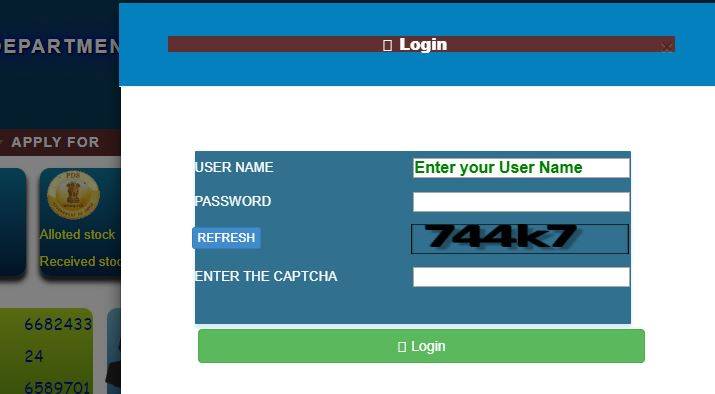 DEPARTMEN
Login
×
APPLY FOR
PDS
Alloted stock
Received stoc
6682433
24
6589701
USER NAME
Enter your User Name
PASSWORD
REFRESH
744k7
ENTER THE CAPTCHA
Login